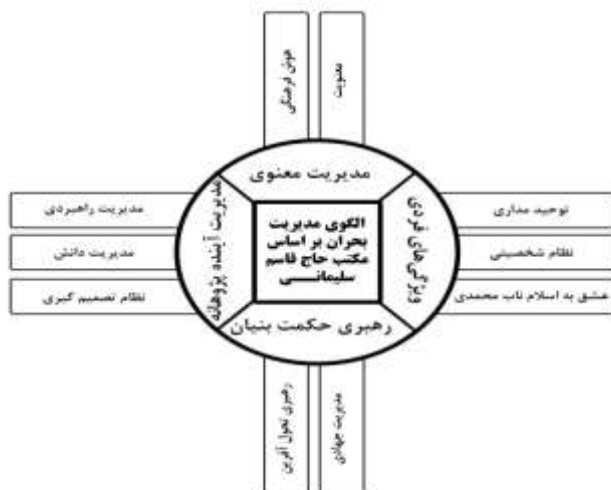 معنویت
هوش فرهنگی
مدیریت معنوی
توحید مداری
نظام شخصیتی
عشق به اسلام ناب محمدی
ویژگی‌های فردی
الگوی مدیریت
بحران بر اساس
مکتب حاج قاسم
سلیمانی
مدیریت آینده پژوهانه
مدیریت راهبردی
مدیریت دانش
نظام تصمیم گیری
رهبری حکمت بنیان
مدیریت جهادی
رهبری تحول آفرین